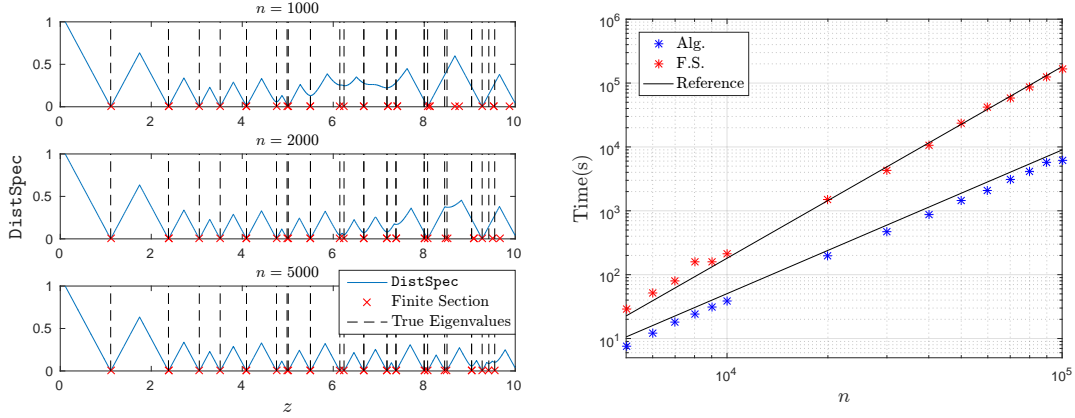 n = 1000
1
0.5
0
0 2 4 6 8 10
n = 2000
1
0.5
0
0 2 4 6 8 10
n = 5000
1
0.5
0
0 2 4 6 8 10
z
DistSpec
DistSpec
Finite Section
True Eigenvalues
Alg.
F.S.
Reference
10^6
10^5
10^4
10^3
10^2
10^1
10^4 10^5
n
Time(s)